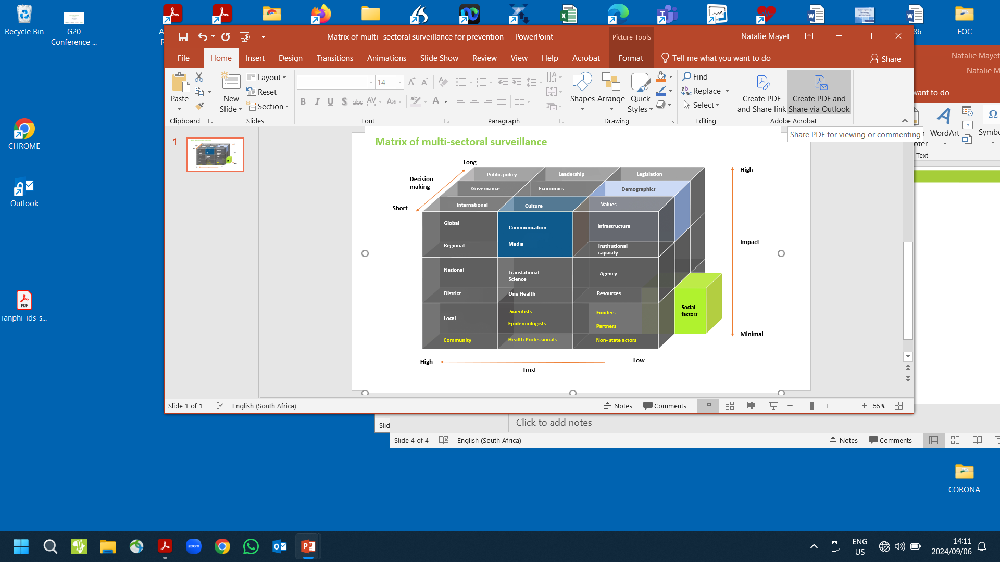 Recycle Bin
G20
Conference ...
CHROME
Outlook
PDF
ianphi-ids-s...
EOC
CORONA
Matrix of multi- sectoral surveillance for prevention - PowerPoint
Picture Tools
Natalie Mayet
File
Home
Insert
Design
Transitions
Animations
Slide Show
Review
View
Help
Acrobat
Format
Tell me what you want to do
Share
Paste
Clipboard
New
Slide
Layout
Reset
Section
Slides
14
B I U S abc AV Aa A
Font
Paragraph
Shapes
Arrange
Quick
Styles
Drawing
Find
Replace
Select
Editing
Create PDF
and Share link
Create PDF and
Share via Outlook
Adobe Acrobat
Share PDF for viewing or commenting
1
Matrix of multi-sectoral surveillance
Long
Decision
making
Short
Public policy
Leadership
Legislation
Governance
Economics
Demographics
International
Culture
Values
Global
Communication
Infrastructure
Regional
Media
Institutional
capacity
National
Translational
Science
Agency
District
One Health
Resources
Local
Scientists
Funders
Epidemiologists
Partners
Community
Health Professionals
Non- state actors
Social
factors
High
Impact
Minimal
High
Low
Trust
Slide 1 of 1
English (South Africa)
Notes
Comments
55%
Natalie Mayet
Natalie M
want to do
WordArt
Symbo
oter
Text
Slid
Click to add notes
Slide 4 of 4
English (South Africa)
Notes
Comments
zoom
ENG
US
14:11
2024/09/06